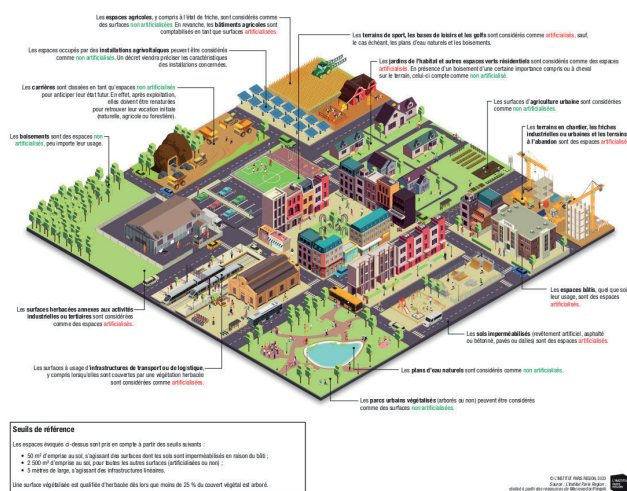 Les espaces agricoles, y compris à l'état de friche, sont considérés comme
des surfaces non artificialisées. En revanche, les bâtiments agricoles sont
comptabilisés en tant que surfaces artificialisées.
Les terrains de sport, les bases de loisirs et les golfs sont considérés comme artificialisés, sauf,
le cas échéant, les plans d'eau naturels et les boisements.
Les espaces occupés par des installations agrivoltaïques peuvent être considérés
comme non artificialisés. Un décret viendra préciser les caractéristiques
des installations concernées.
Les jardins de l'habitat et autres espaces verts résidentiels sont considérés comme des espaces
artificialisés. En présence d'un boisement d'une certaine importance compris ou à cheval
sur le terrain, celui-ci compte comme non artificialisé.
Les carrières sont classées en tant qu'espaces non artificialisés
pour anticiper leur état futur. En effet, après exploitation,
elles doivent être renaturées
pour retrouver leur vocation initiale
(naturelle, agricole ou forestière).
Les surfaces d'agriculture urbaine sont considérées
comme non artificialisées.
Les terrains en chantier, les friches
industrielles ou urbaines et les terrains
à l'abandon sont des espaces artificialisé
Les boisements sont des espaces non
artificialisés, peu importe leur usage.
Les espaces bâtis, quel que soi
leur usage, sont des espaces
artificialisés.
Les surfaces herbacées annexes aux activités
industrielles ou tertiaires sont considérées
comme des espaces artificialisés.
Les sols imperméabilisés (revêtement artificiel, asphalté
ou bétonné, pavés ou dalles) sont des espaces artificialisés.
Les surfaces à usage d'infrastructures de transport ou de logistique,
y compris lorsqu'elles sont couvertes par une végétation herbacée
sont considérées comme artificialisées.
Les plans d'eau naturels sont considérés comme non artificialisés.
Les parcs urbains végétalisés (arborés ou non) peuvent être considérés
comme des surfaces non artificialisées.
Seuils de référence
Les espaces évoqués ci-dessus sont pris en compte à partir des seuils suivants :
• 50 m² d'emprise au sol, s'agissant des surfaces dont les sols sont imperméabilisés en raison du bâti ;
• 2 500 m² d'emprise au sol, pour toutes les autres surfaces (artificialisées ou non) ;
• 5 mètres de large, s'agissant des infrastructures linéaires.
Une surface végétalisée est qualifiée d'herbacée dès lors que moins de 25 % du couvert végétal est arboré.
© L'INSTITUT PARIS REGION, 2022
Source : L'Institut Paris Region ;
réalisé à partir des ressources de Macrovector/Freepik
L'INSTITUT
PARIS
REGION